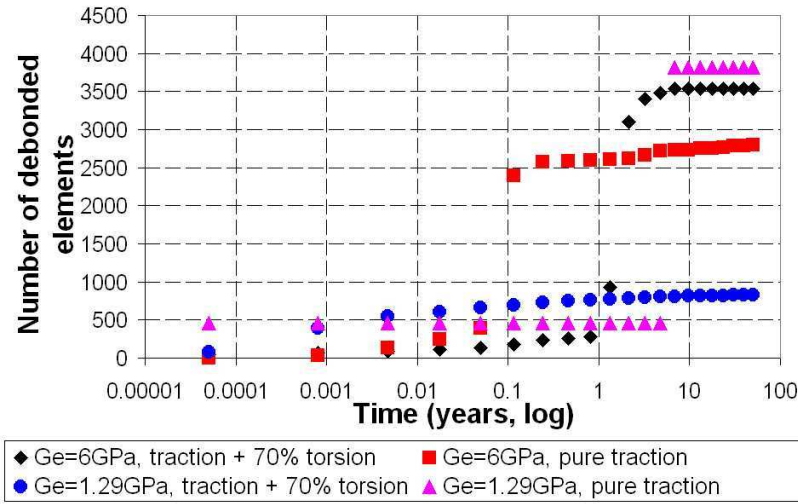 4500
4000
3500
3000
2500
2000
1500
1000
500
0
Number of debonded
elements
0.00001 0.0001 0.001 0.01 0.1 1 10 100
Time (years, log)
Ge=6GPa, traction + 70% torsion
Ge=6GPa, pure traction
Ge=1.29GPa, traction + 70% torsion
Ge=1.29GPa, pure traction